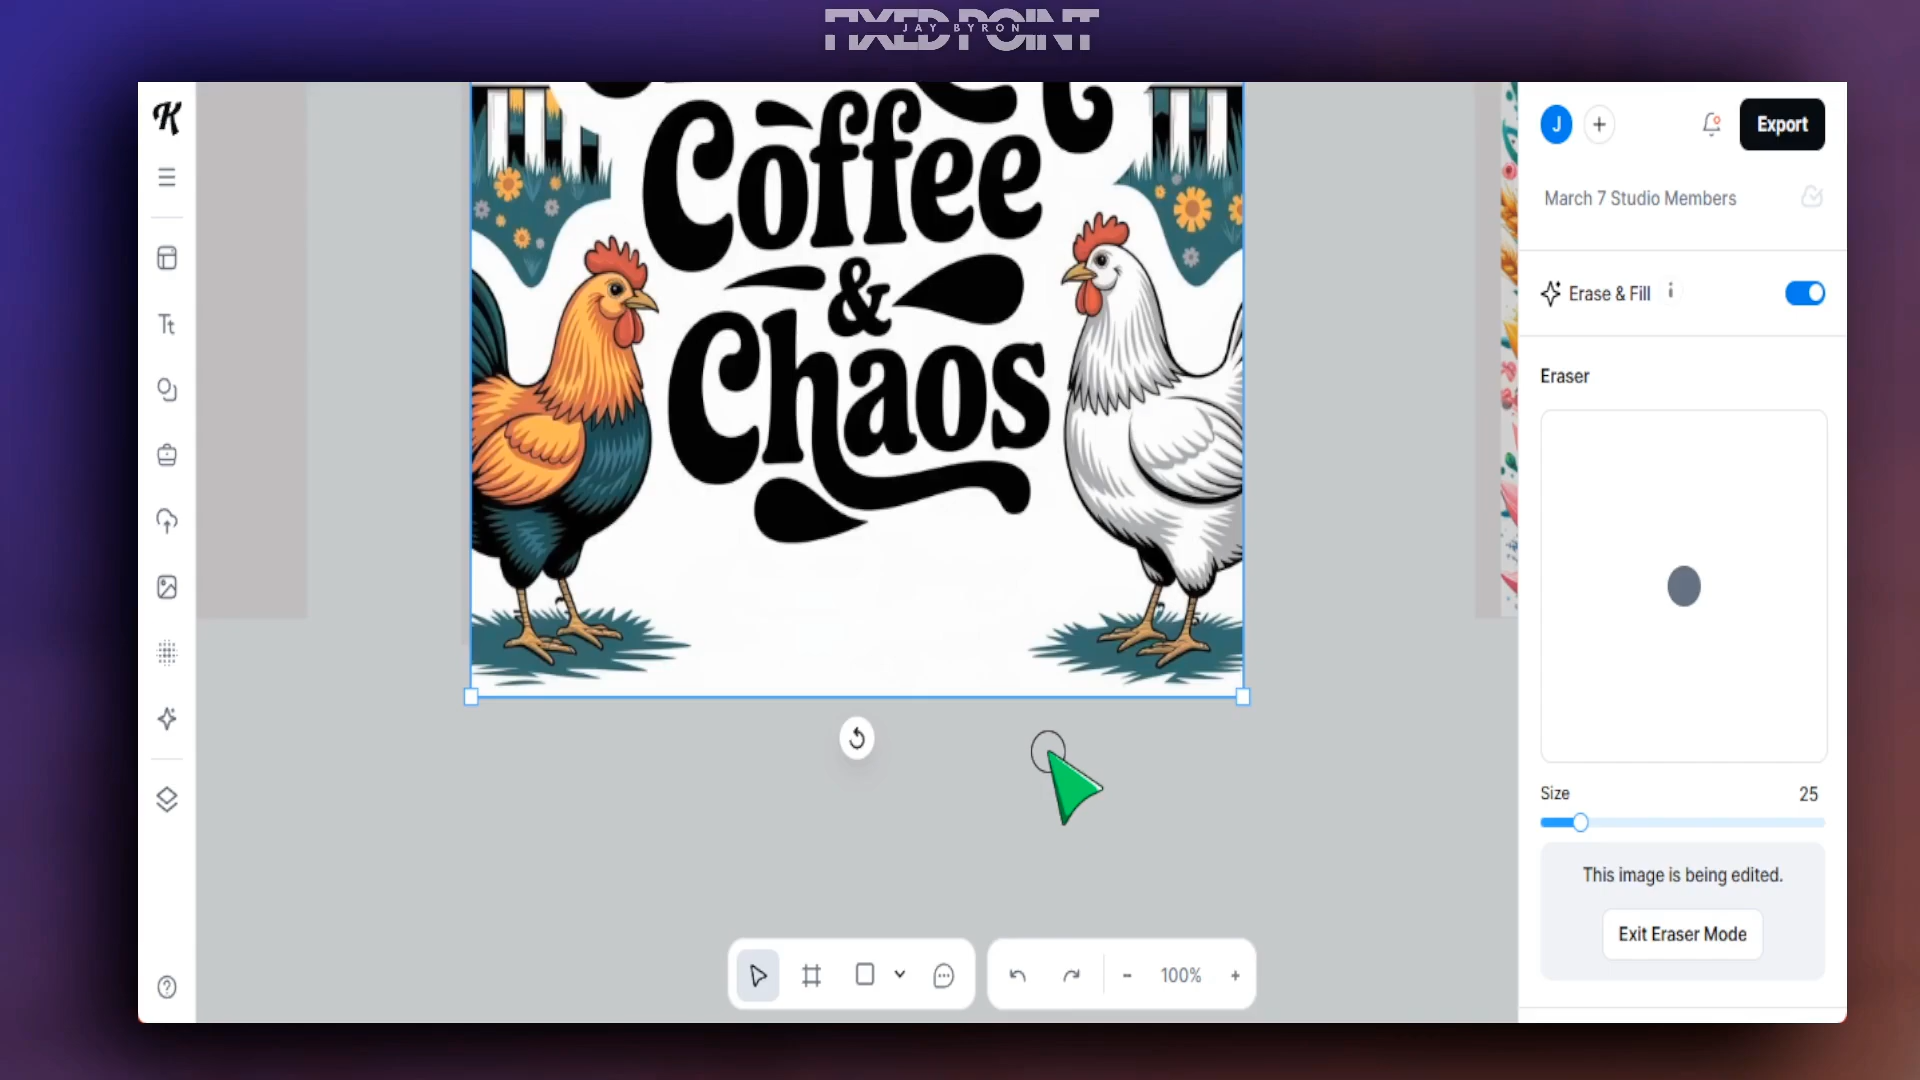 FIXED POINT
JAY BYRON
K
Export
J
March 7 Studio Members
Erase & Fill
Eraser
Coffee
&
Chaos
Tt
Size 25
This image is being edited.
Exit Eraser Mode
100%